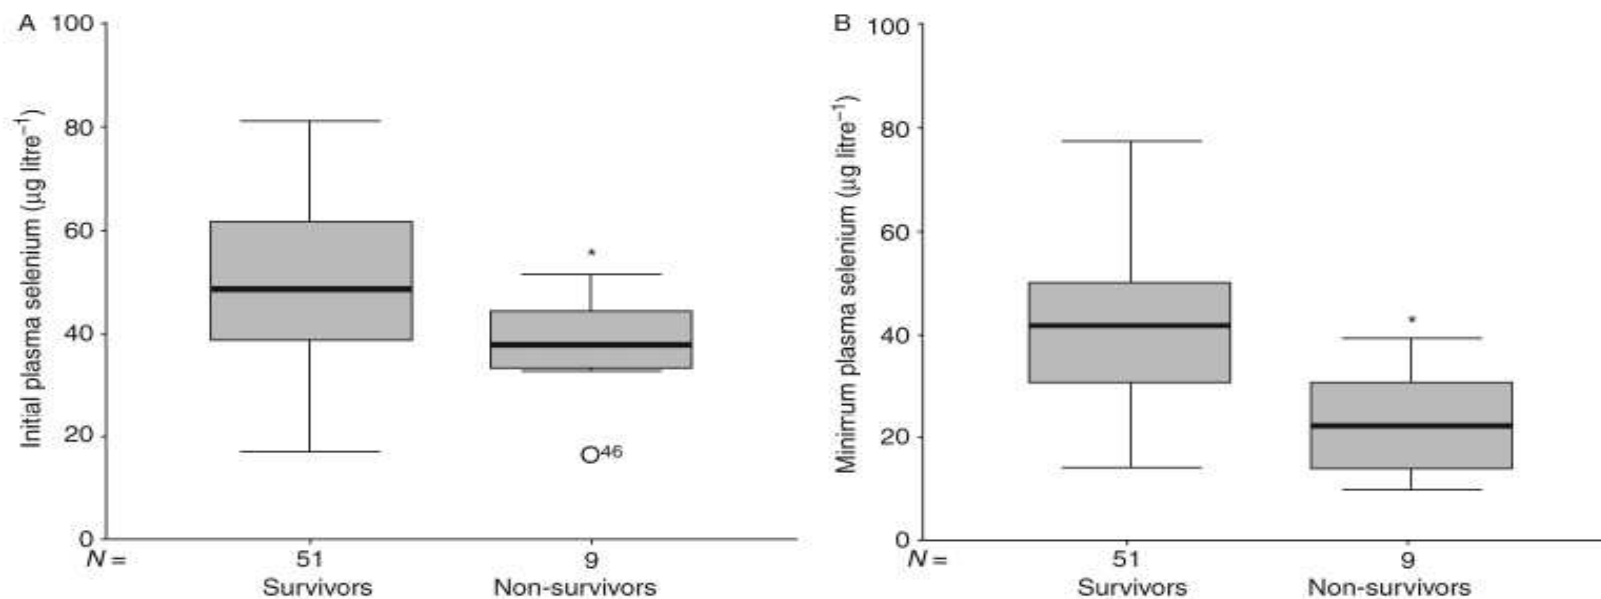 A
Initial plasma selenium (μg litre⁻¹)
100
80
60
40
20
0
*
O46
N =
51
9
Survivors
Non-survivors
B
Minimum plasma selenium (μg litre⁻¹)
100
80
60
40
20
0
*
N =
51
9
Survivors
Non-survivors